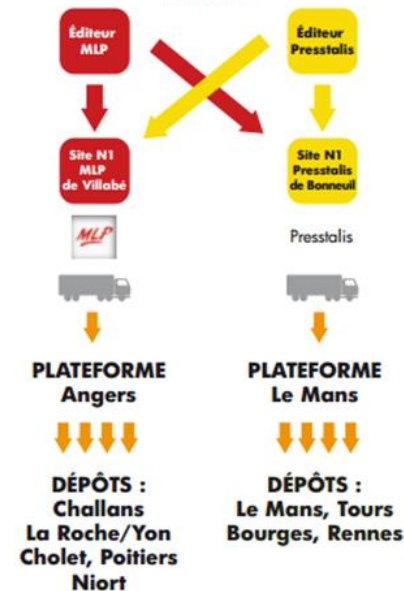 Éditeur
MLP
Éditeur
Presstalis
Site N1
MLP
de Villabé
Site N1
Presstalis
de Bonneuil
MLP
Presstalis
PLATEFORME
Angers
PLATEFORME
Le Mans
DÉPÔTS :
Challans
La Roche/Yon
Cholet, Poitiers
Niort
DÉPÔTS :
Le Mans, Tours
Bourges, Rennes